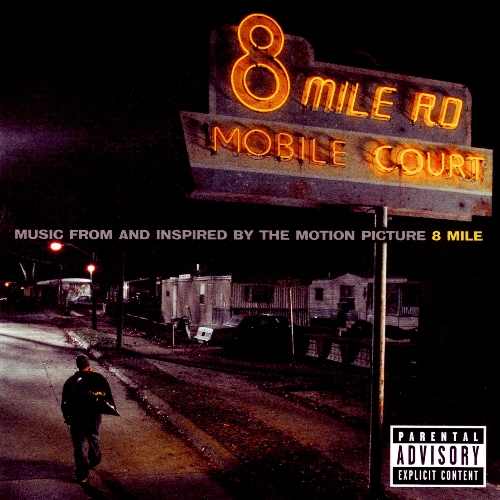 8 MILE RD
MOBILE COURT
MUSIC FROM AND INSPIRED BY THE MOTION PICTURE 8 MILE
PARENTAL
ADVISORY
EXPLICIT CONTENT